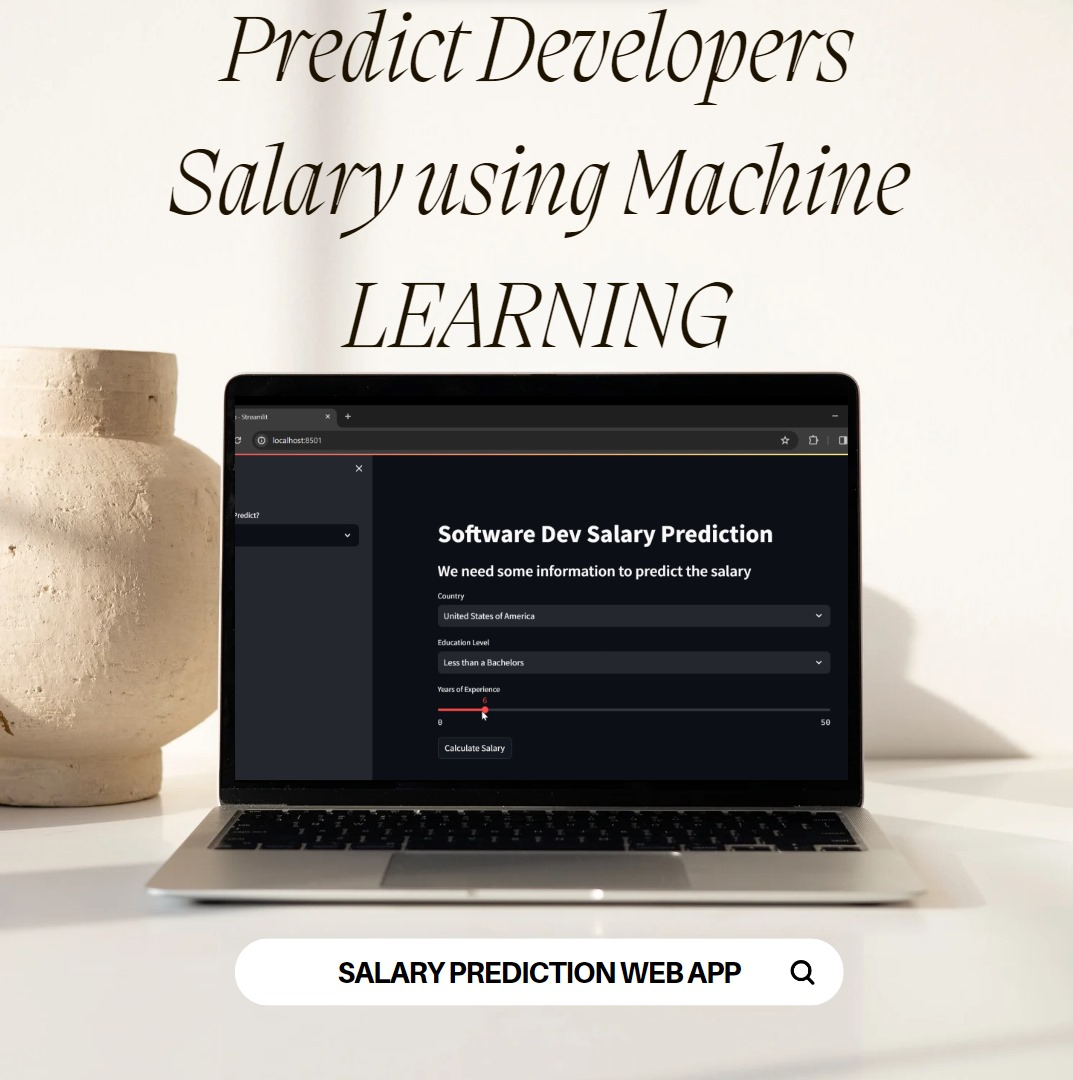 Predict Developers
Salary using Machine
LEARNING
- Streamlit
localhost:8501
Predict?
Software Dev Salary Prediction
We need some information to predict the salary
Country
United States of America
Education Level
Less than a Bachelors
Years of Experience
6
0 50
Calculate Salary
SALARY PREDICTION WEB APP